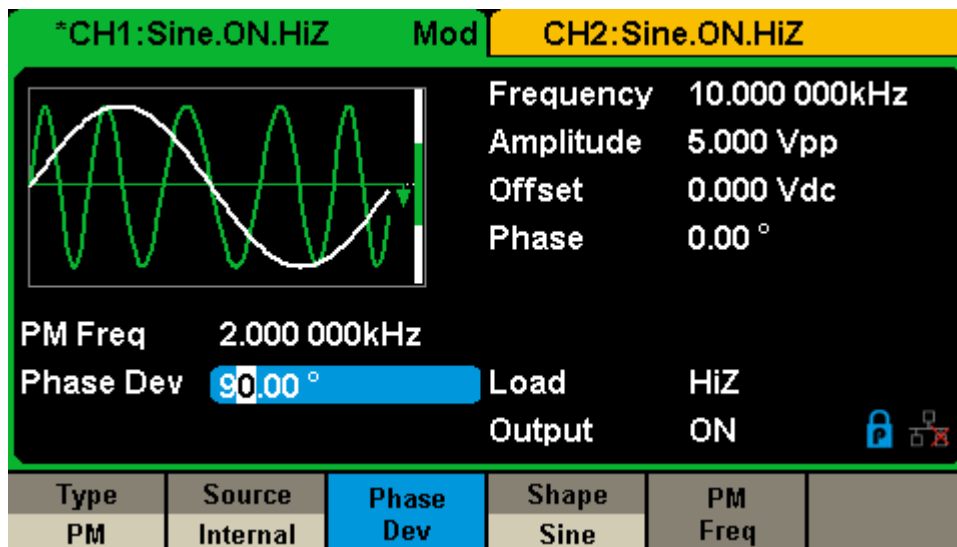 *CH1:Sine.ON.HiZ Mod CH2:Sine.ON.HiZ
Frequency 10.000 000kHz
Amplitude 5.000 Vpp
Offset 0.000 Vdc
Phase 0.00 °
PM Freq 2.000 000kHz
Phase Dev 90.00 ° Load HiZ
Output ON P
Type Source Phase Dev Shape PM Freq
PM Internal Sine